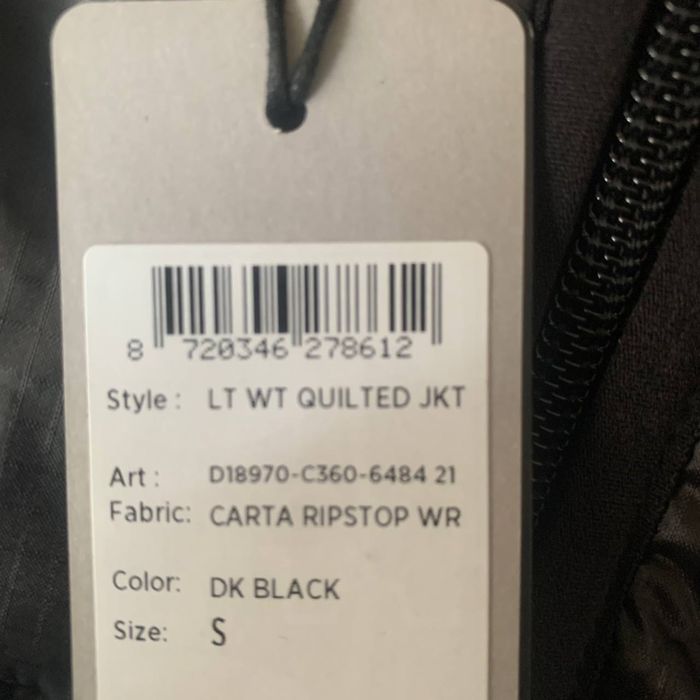 8 720346 278612
Style : LT WT QUILTED JKT
Art : D18970-C360-6484 21
Fabric: CARTA RIPSTOP WR
Color: DK BLACK
Size: S